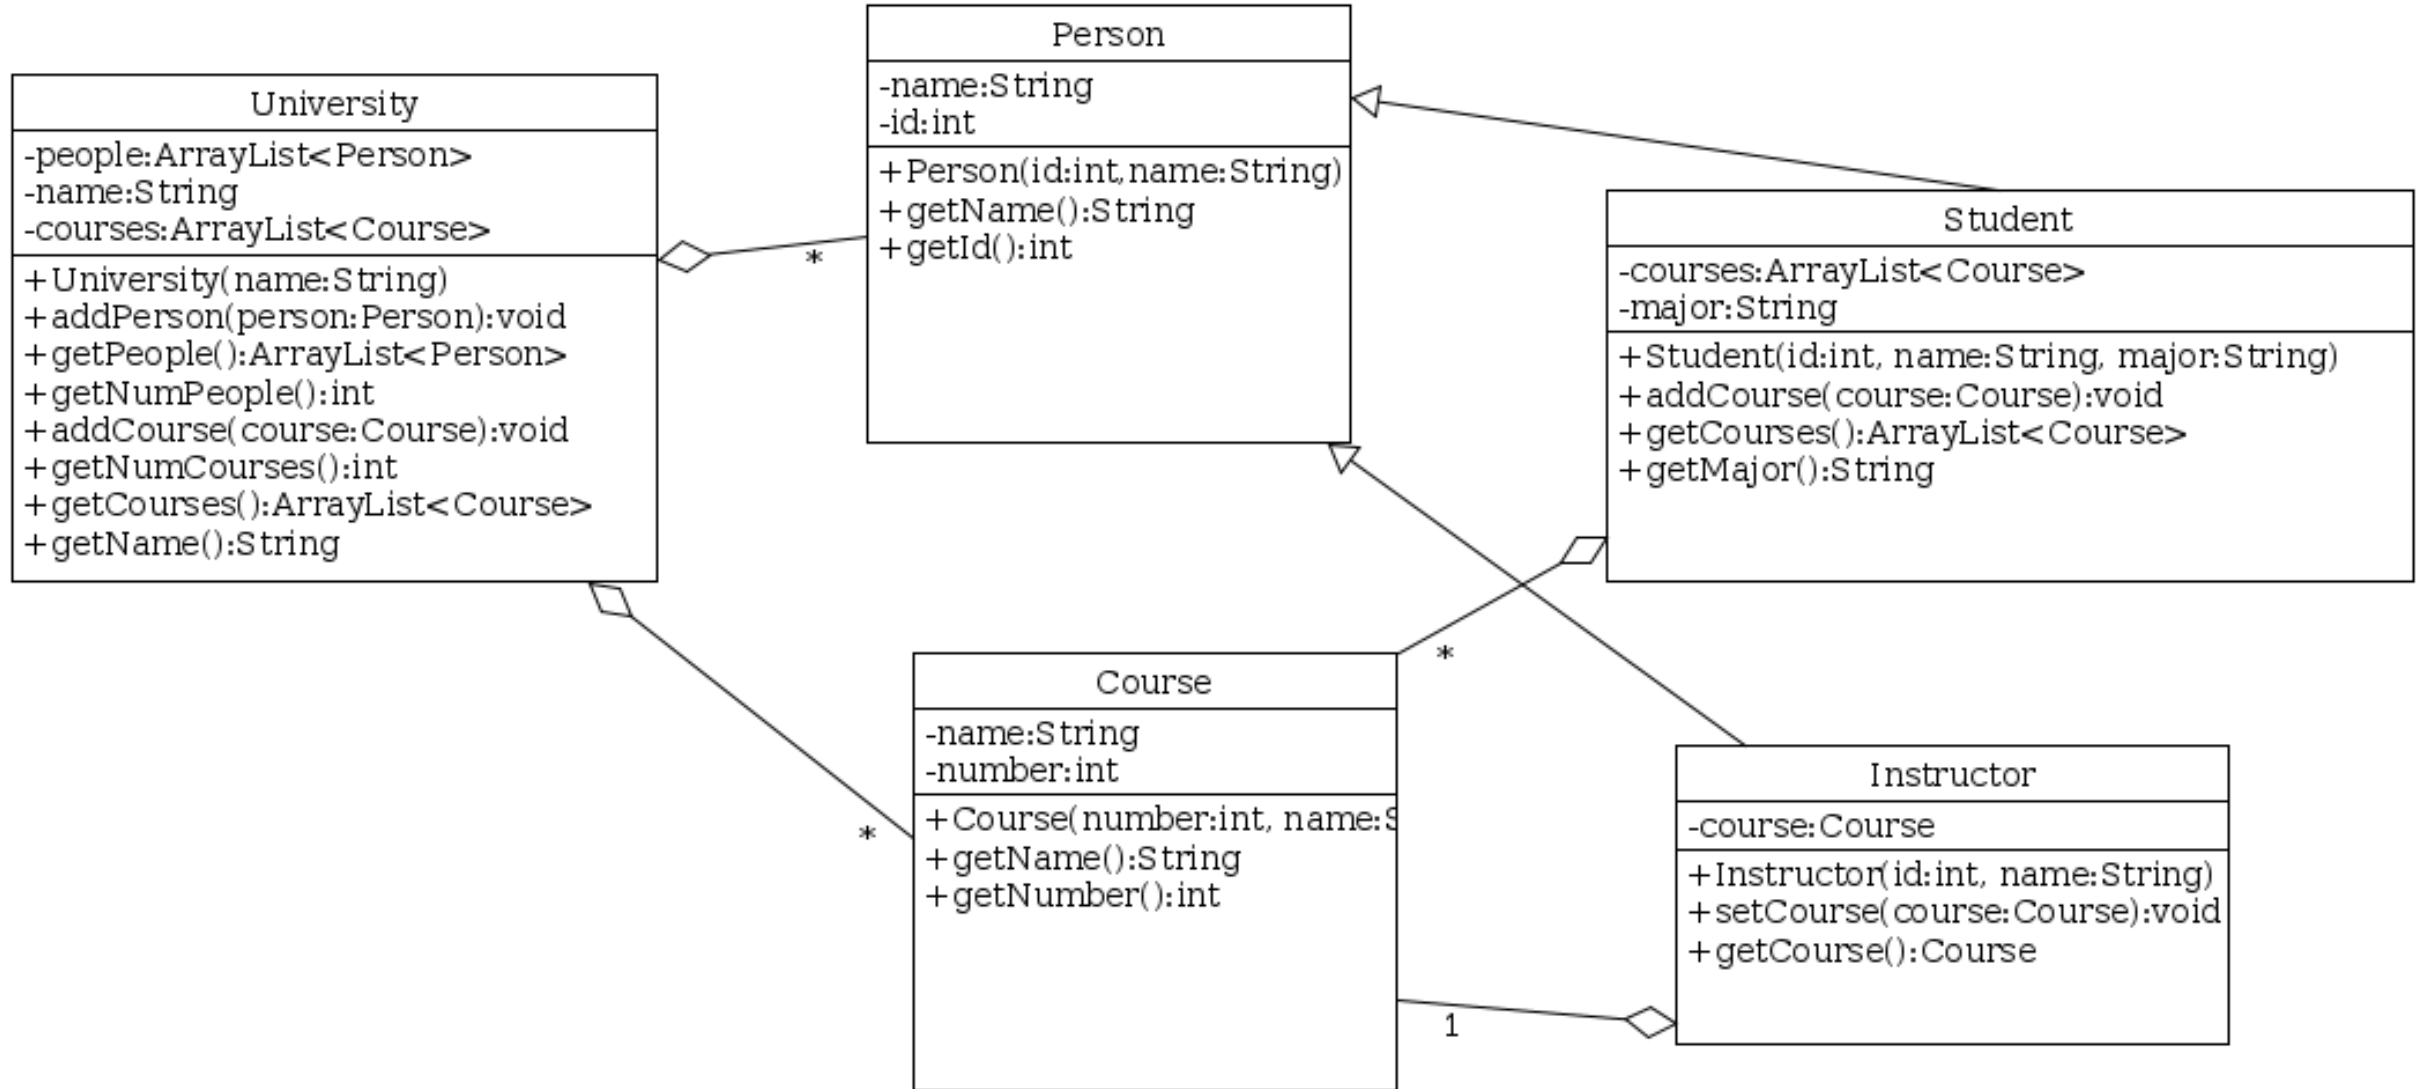 University
-people:ArrayList<Person>
-name:String
-courses:ArrayList<Course>
+University(name:String)
+addPerson(person:Person):void
+getPeople():ArrayList<Person>
+getNumPeople():int
+addCourse(course:Course):void
+getNumCourses():int
+getCourses():ArrayList<Course>
+getName():String
*
*
Person
-name:String
-id:int
+Person(id:int,name:String)
+getName():String
+getId():int
Student
-courses:ArrayList<Course>
-major:String
+Student(id:int, name:String, major:String)
+addCourse(course:Course):void
+getCourses():ArrayList<Course>
+getMajor():String
*
Course
-name:String
-number:int
+Course(number:int, name:S
+getName():String
+getNumber():int
1
Instructor
-course:Course
+Instructor(id:int, name:String)
+setCourse(course:Course):void
+getCourse():Course